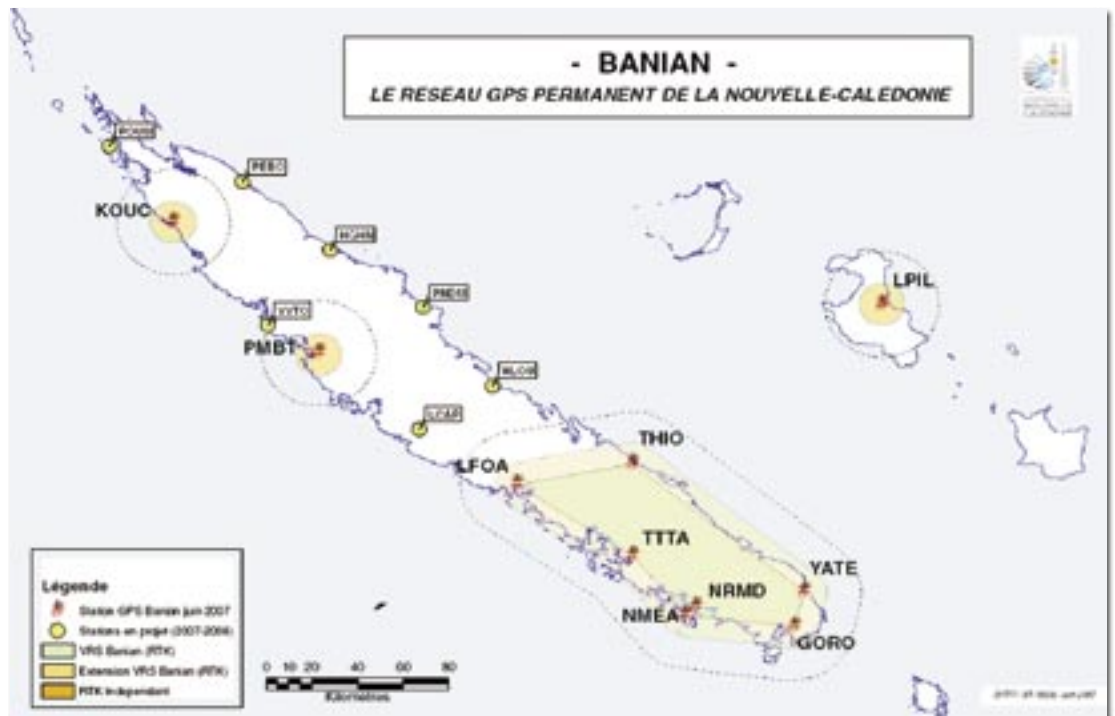 - BANIAN -
LE RESEAU GPS PERMANENT DE LA NOUVELLE-CALEDONIE
KOUC
PMBT
LPIL
THIO
LFOA
TTTA
YATE
NRMD
NMEA
GORO
Légende
Station GPS Banian juin 2007
Stations en projet
VRS Banian (RTK)
Extension VRS Banian (RTK)
RTK Indépendant
0 10 20 40 60 80
Kilomètres